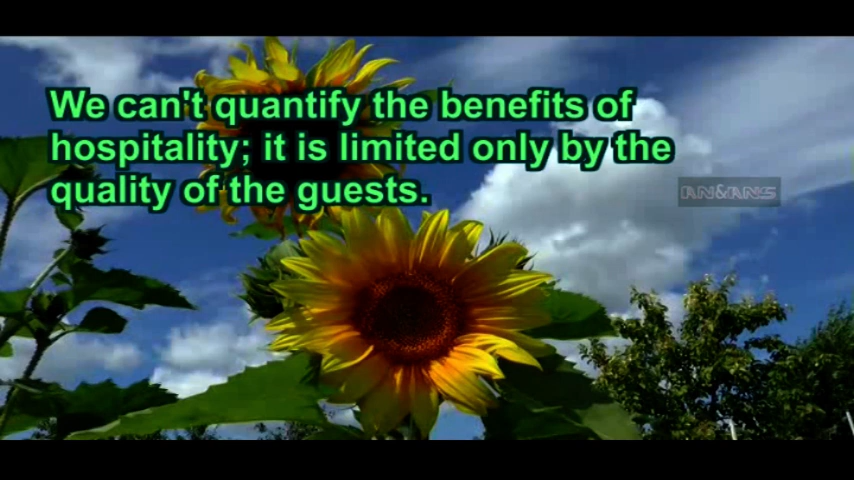 We can't quantify the benefits of
hospitality; it is limited only by the
quality of the guests.
AN&ANS